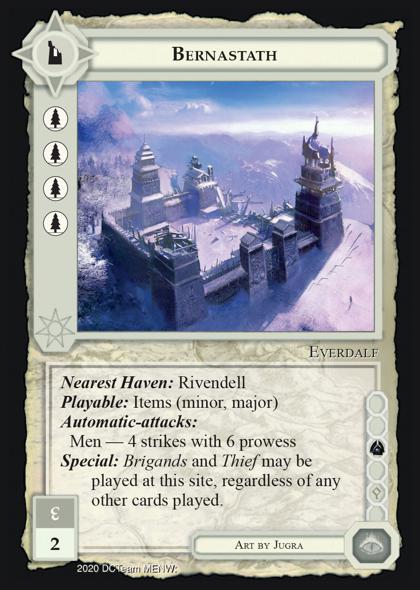 Bernastath
Everdalf
Nearest Haven: Rivendell
Playable: Items (minor, major)
Automatic-attacks:
Men — 4 strikes with 6 prowess
Special: Brigands and Thief may be
played at this site, regardless of any
other cards played.
ε
2
Art by Jugra
2020 DCTeam MENW: